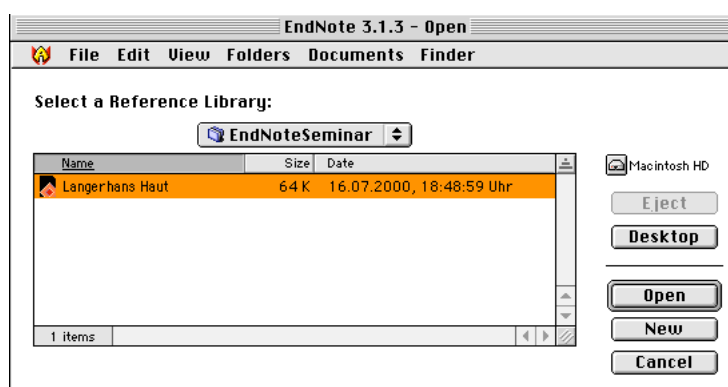 EndNote 3.1.3 - Open
File Edit View Folders Documents Finder
Select a Reference Library:
EndNoteSeminar
Name Size Date
Macintosh HD
Langerhans Haut 64 K 16.07.2000, 18:48:59 Uhr
Eject
Desktop
Open
1 items
New
Cancel